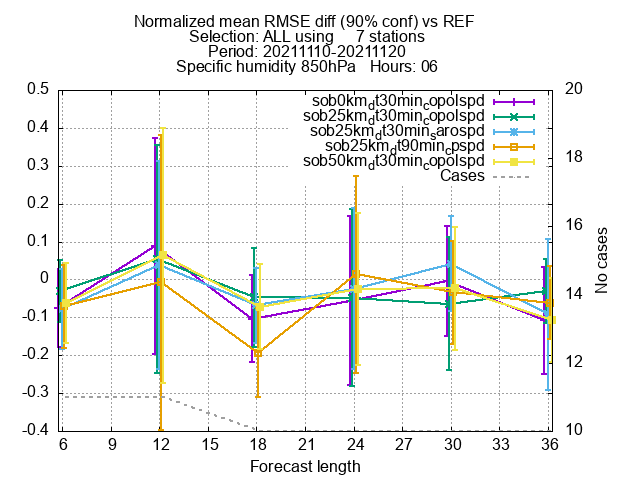 Normalized mean RMSE diff (90% conf) vs REF
Selection: ALL using 7 stations
Period: 20211110-20211120
Specific humidity 850hPa Hours: 06
sob0km_dt30min_copolspd
sob25km_dt30min_copolspd
sob25km_dt30min_sarospd
sob25km_dt90min_cpspd
sob50km_dt30min_copolspd
Cases
0.5
0.4
0.3
0.2
0.1
0
-0.1
-0.2
-0.3
-0.4
20
18
16
14
12
10
No cases
6 9 12 15 18 21 24 27 30 33 36
Forecast length